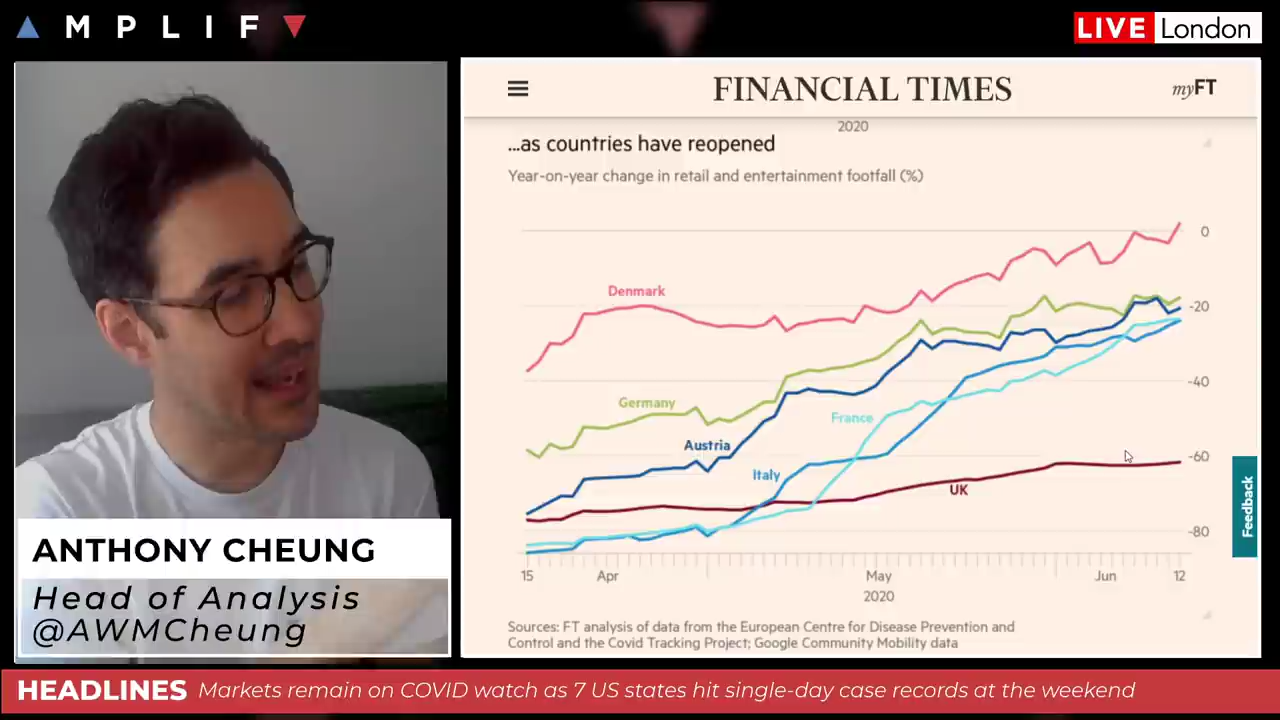 AMPLIFY
LIVE London
FINANCIAL TIMES
myFT
2020
...as countries have reopened
Year-on-year change in retail and entertainment footfall (%)
0
Denmark
-20
-40
Germany
France
Austria
-60
Italy
UK
-80
15 Apr May Jun 12
2020
Sources: FT analysis of data from the European Centre for Disease Prevention and
Control and the Covid Tracking Project; Google Community Mobility data
Feedback
ANTHONY CHEUNG
Head of Analysis
@AWMCheung
HEADLINES Markets remain on COVID watch as 7 US states hit single-day case records at the weekend